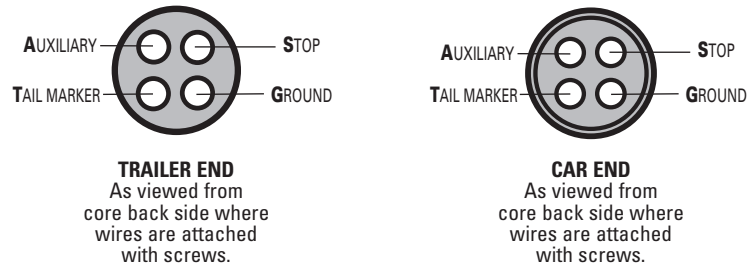 AUXILIARY STOP
TAIL MARKER GROUND
TRAILER END
As viewed from
core back side where
wires are attached
with screws.
AUXILIARY STOP
TAIL MARKER GROUND
CAR END
As viewed from
core back side where
wires are attached
with screws.